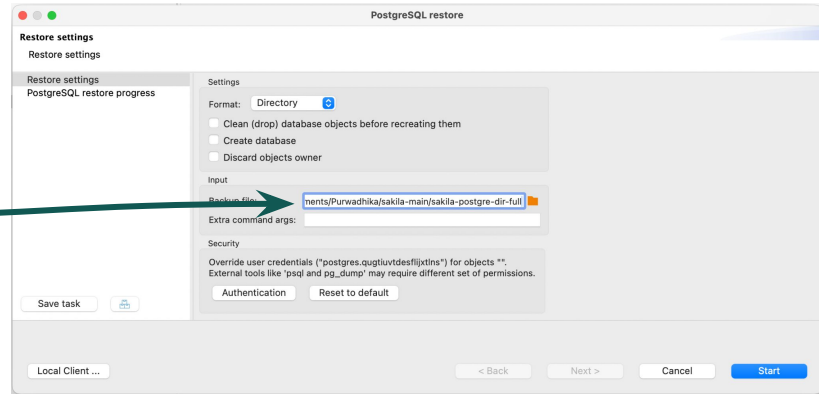 PostgreSQL restore
Restore settings
Restore settings
Restore settings
PostgreSQL restore progress
Settings
Format: Directory
Clean (drop) database objects before recreating them
Create database
Discard objects owner
Input
Backup file: ments/Purwadhika/sakila-main/sakila-postgre-dir-full
Extra command args:
Security
Override user credentials ("postgres.qugtiuvtdesflijxtlns") for objects "".
External tools like 'psql and pg_dump' may require different set of permissions.
Authentication Reset to default
Save task
Local Client ... < Back Next > Cancel Start